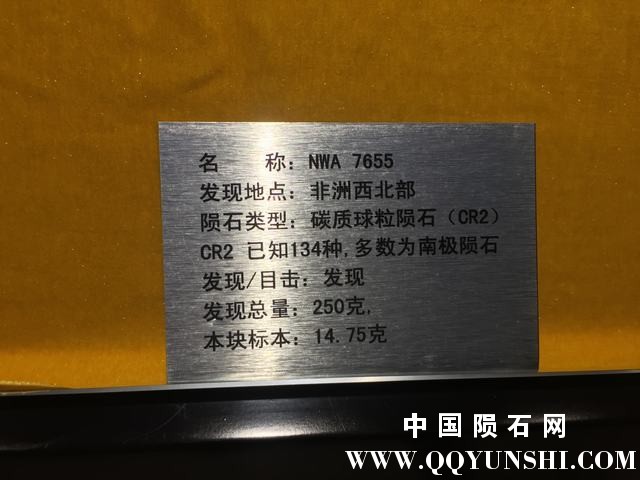 名　　称：NWA 7655
发现地点：非洲西北部
陨石类型：碳质球粒陨石（CR2）
CR2 已知134种,多数为南极陨石
发现/目击：发现
发现总量：250克,
本块标本：14.75克
中国陨石网
WWW.QQYUNSHI.COM